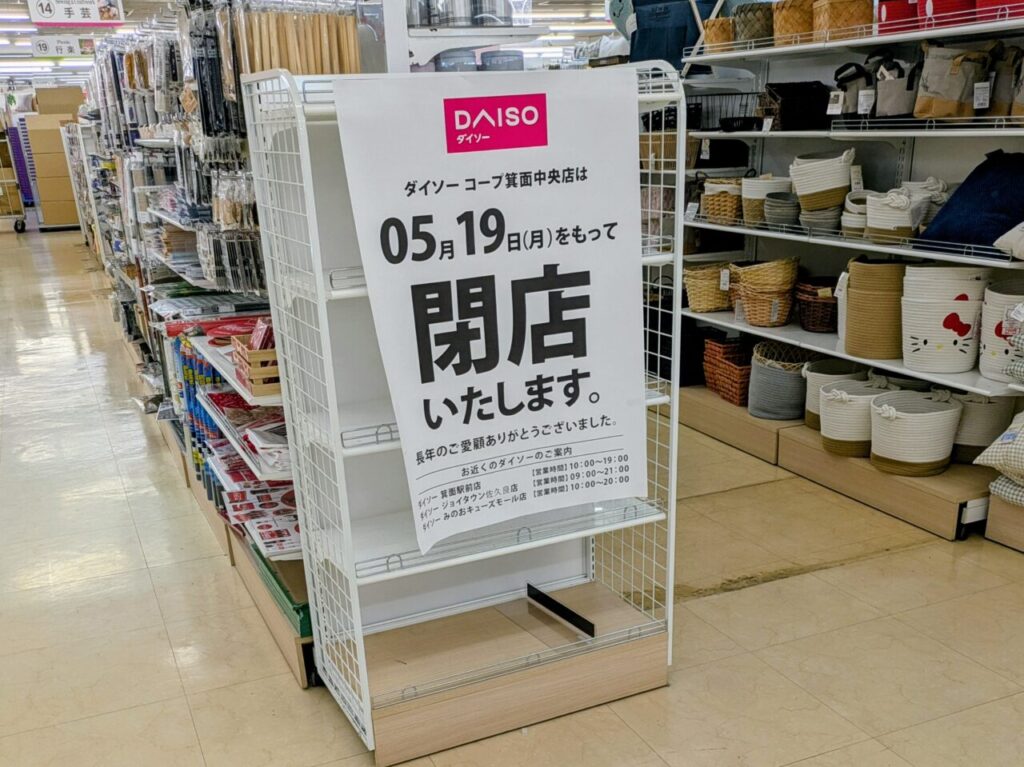 14 手芸
19 行楽
DAISO
ダイソー
ダイソー コープ箕面中央店は
05月19日(月)をもって
閉店
いたします。
長年のご愛顧ありがとうございました。
お近くのダイソーのご案内
ダイソー 箕面駅前店 【営業時間】10:00〜19:00
ダイソー ジョイタウン佐久良店 【営業時間】09:00〜21:00
ダイソー みのおキューズモール店 【営業時間】10:00〜20:00